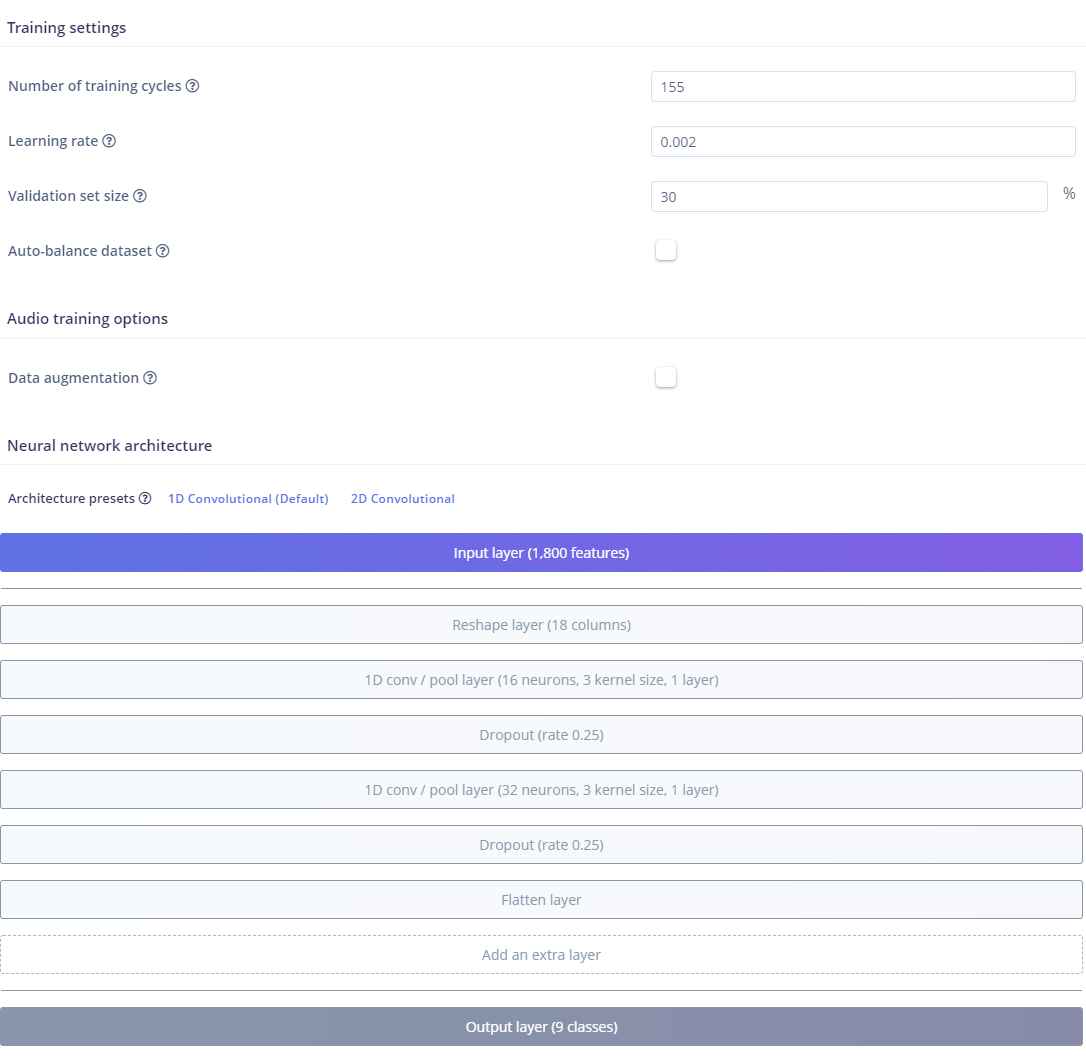 Training settings
Number of training cycles ?
155
Learning rate ?
0.002
Validation set size ?
30
%
Auto-balance dataset ?
Audio training options
Data augmentation ?
Neural network architecture
Architecture presets ? 1D Convolutional (Default) 2D Convolutional
Input layer (1,800 features)
Reshape layer (18 columns)
1D conv / pool layer (16 neurons, 3 kernel size, 1 layer)
Dropout (rate 0.25)
1D conv / pool layer (32 neurons, 3 kernel size, 1 layer)
Dropout (rate 0.25)
Flatten layer
Add an extra layer
Output layer (9 classes)